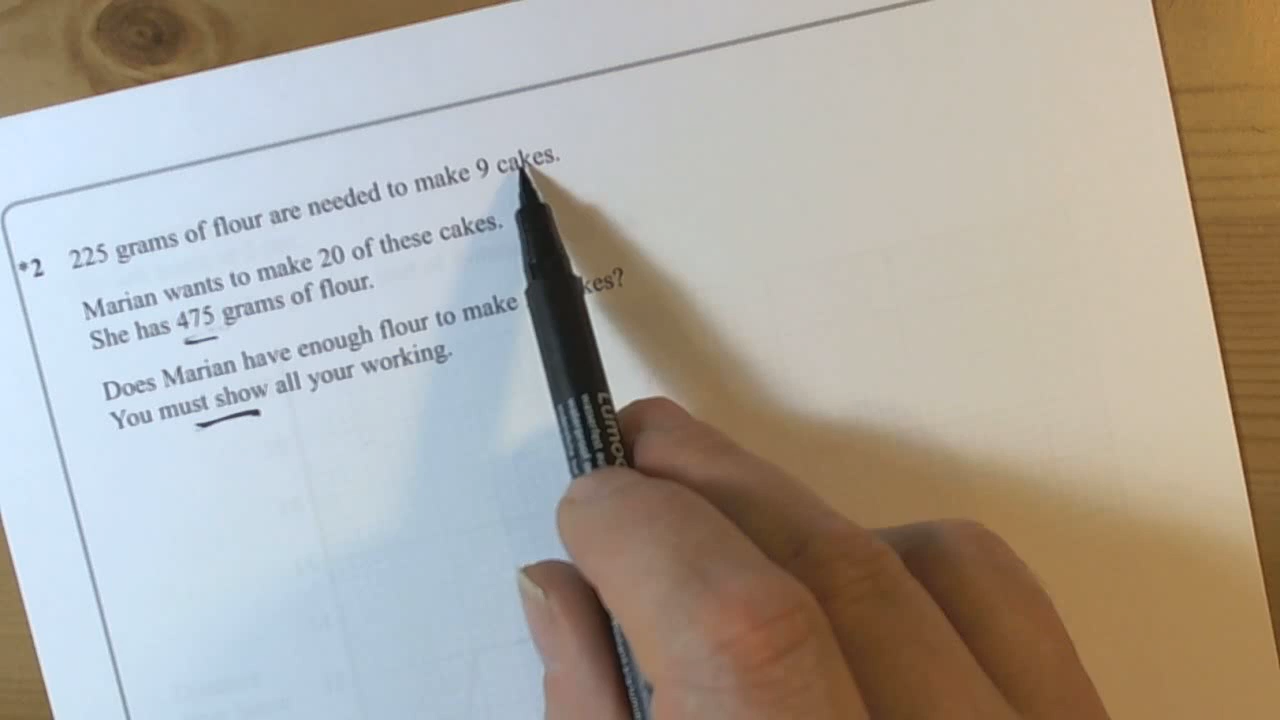 *2 225 grams of flour are needed to make 9 cakes.
Marian wants to make 20 of these cakes.
She has 475 grams of flour.
Does Marian have enough flour to make
You must show all your working.